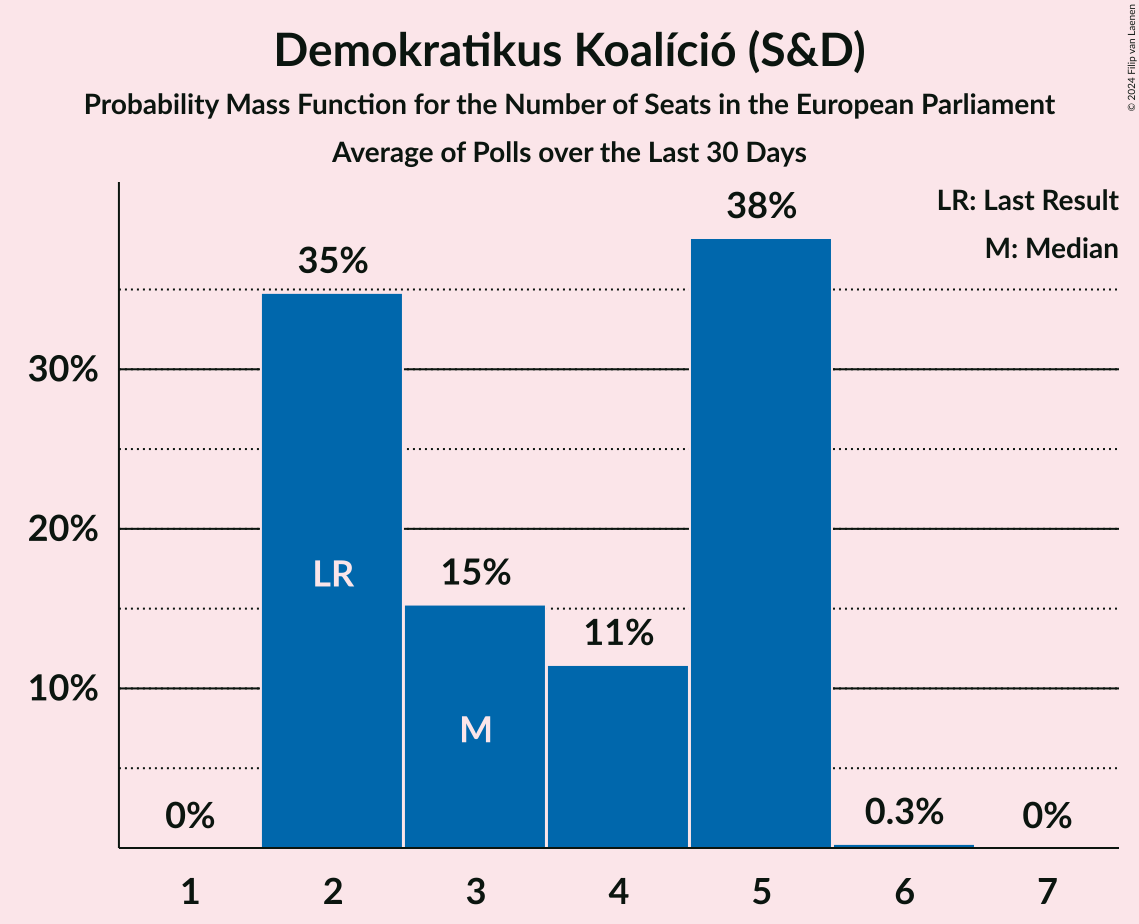 Demokratikus Koalíció (S&D)
Probability Mass Function for the Number of Seats in the European Parliament
Average of Polls over the Last 30 Days
© 2024 Filip van Laenen
LR: Last Result
M: Median
38%
35%
30%
20%
LR
15%
11%
10%
M
0%
0.3%
0%
1 2 3 4 5 6 7